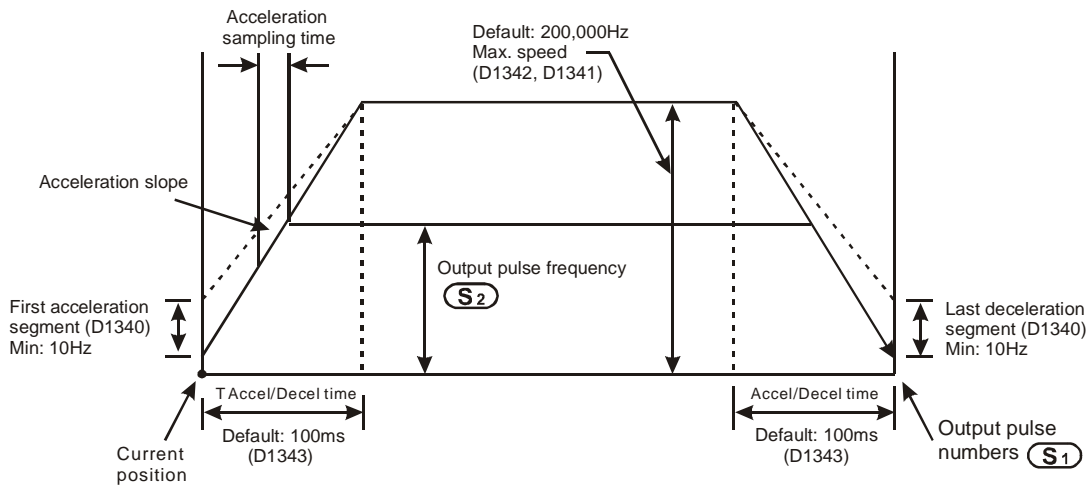 Acceleration
sampling time
Default: 200,000Hz
Max. speed
(D1342, D1341)
Acceleration slope
Output pulse frequency
S2
First acceleration
segment (D1340)
Min: 10Hz
Last deceleration
segment (D1340)
Min: 10Hz
T Accel/Decel time
Default: 100ms
(D1343)
Accel/Decel time
Default: 100ms
(D1343)
Current
position
Output pulse
numbers S1